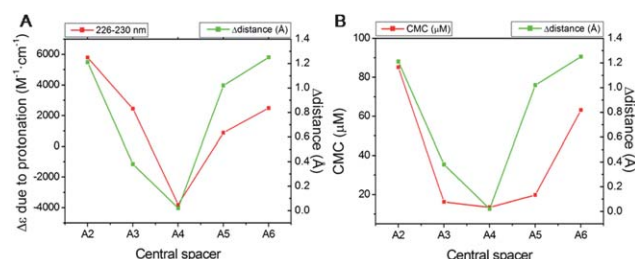 A
226-230 nm
Δdistance (Å)
6000
4000
2000
0
-2000
-4000
1.4
1.2
1.0
0.8
0.6
0.4
0.2
0.0
Δε due to protonation (M⁻¹·cm⁻¹)
Δdistance (Å)
A2 A3 A4 A5 A6
Central spacer
B
CMC (μM)
Δdistance (Å)
100
80
60
40
20
1.4
1.2
1.0
0.8
0.6
0.4
0.2
0.0
CMC (μM)
Δdistance (Å)
A2 A3 A4 A5 A6
Central spacer